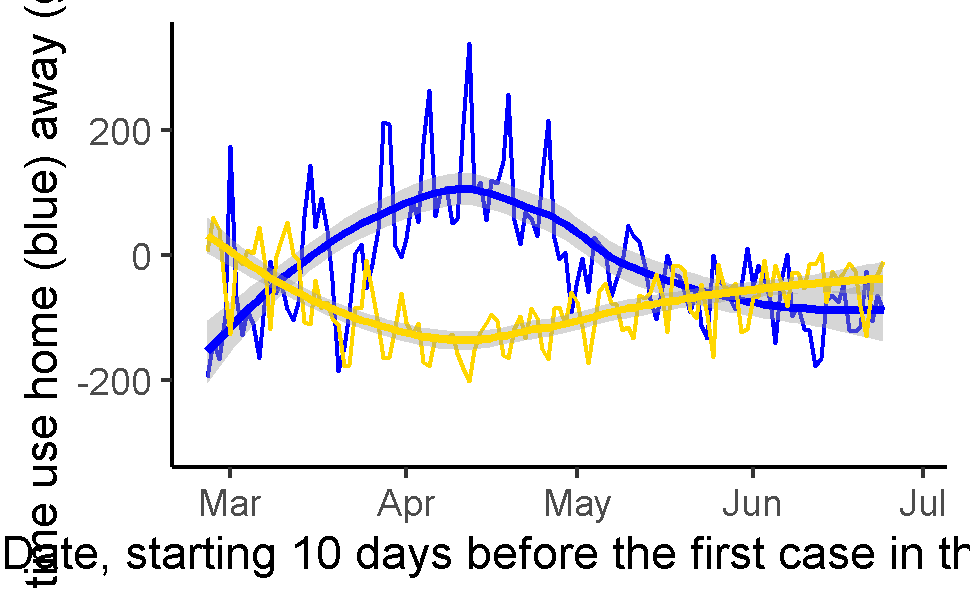 time use home (blue) away (
200
0
-200
Mar Apr May Jun Jul
Date, starting 10 days before the first case in th